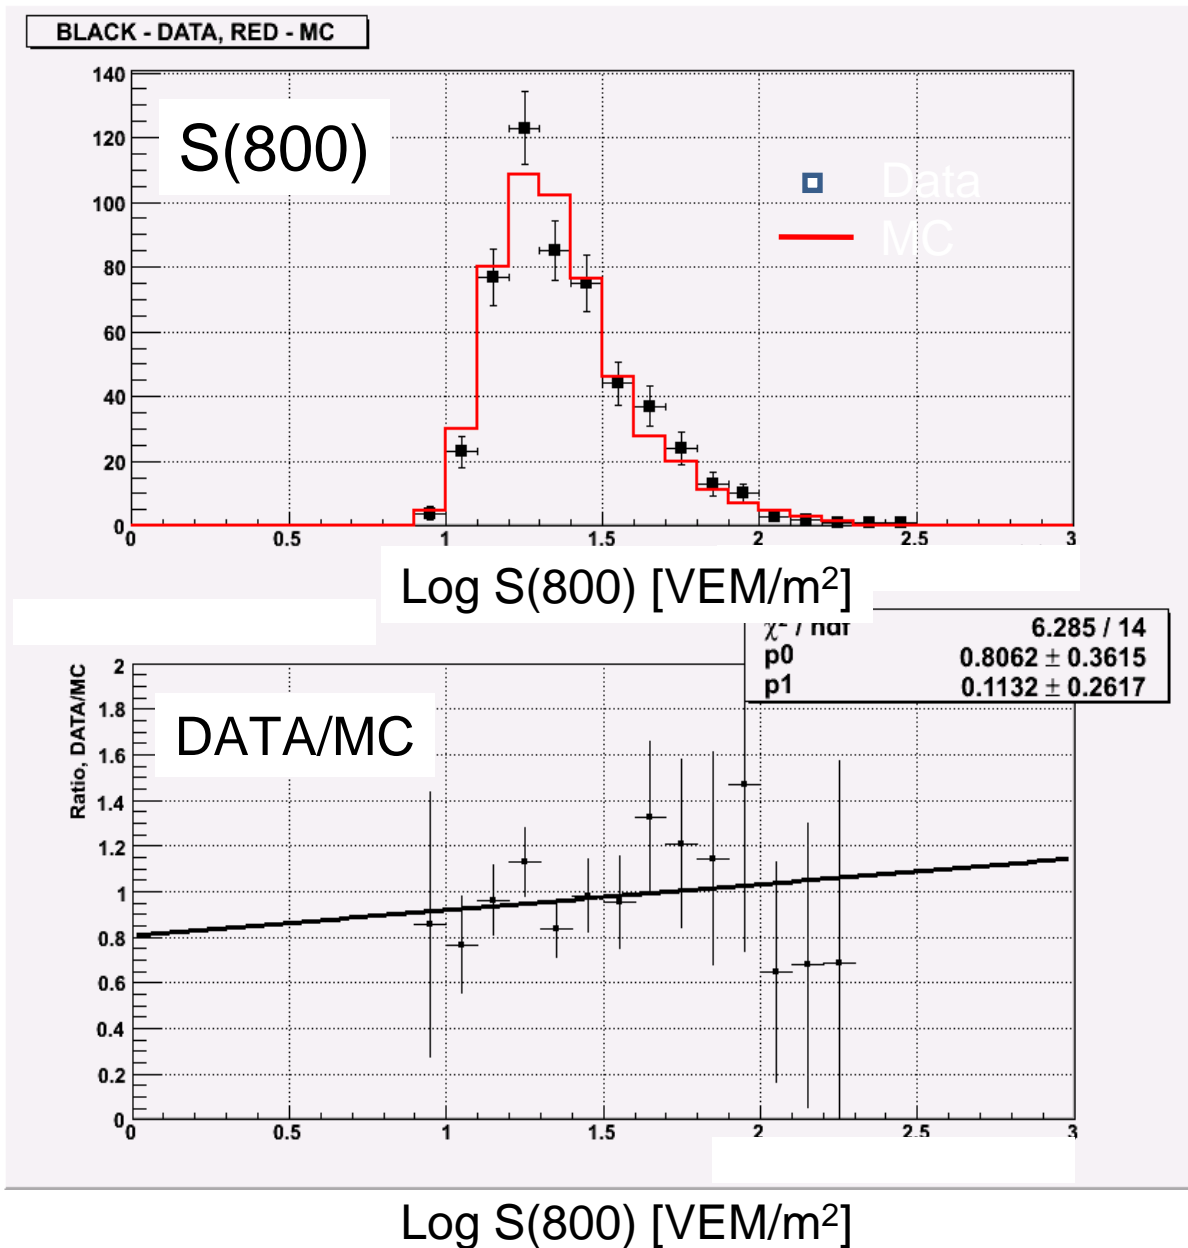 BLACK - DATA, RED - MC
140
120
100
80
60
40
20
0
S(800)
Data
MC
0 0.5 1 1.5 2 2.5 3
Log S(800) [VEM/m²]
χ² / ndf 6.285 / 14
p0 0.8062 ± 0.3615
p1 0.1132 ± 0.2617
Ratio, DATA/MC
2
1.8
1.6
1.4
1.2
1
0.8
0.6
0.4
0.2
0
DATA/MC
0 0.5 1 1.5 2 2.5 3
Log S(800) [VEM/m²]